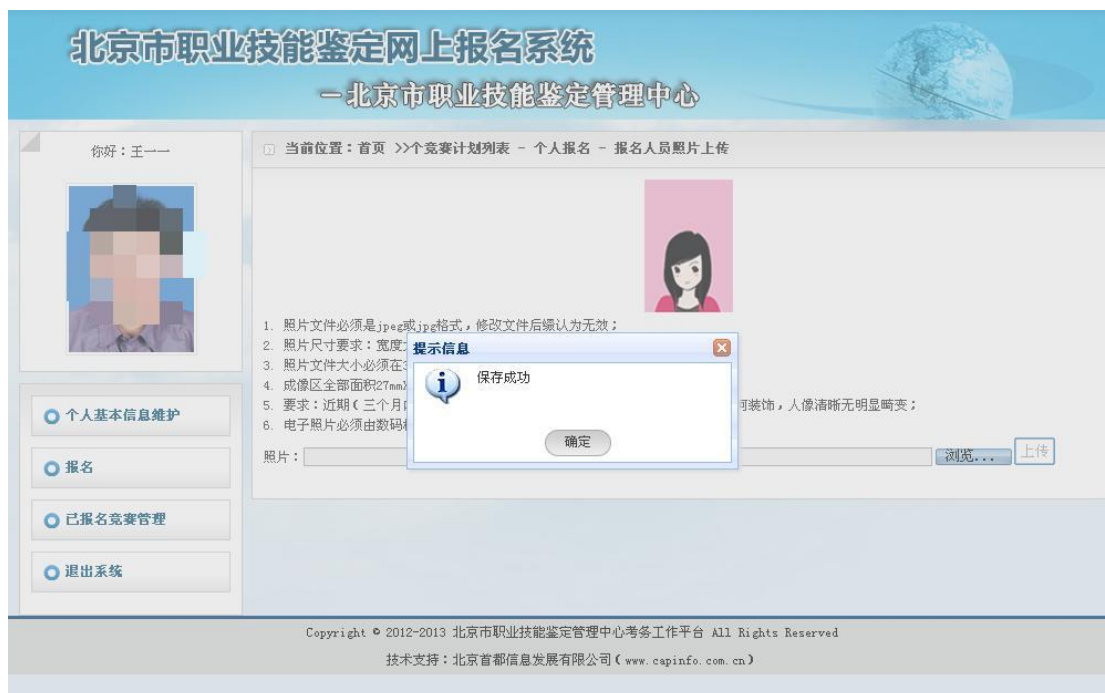 北京市职业技能鉴定网上报名系统
—北京市职业技能鉴定管理中心
你好：王一一
当前位置：首页 >>个竞赛计划列表 - 个人报名 - 报名人员照片上传
1. 照片文件必须是jpeg或jpg格式，修改文件后缀认为无效；
2. 照片尺寸要求：宽度
3. 照片文件大小必须在3
4. 成像区全部面积27mm
5. 要求：近期(三个月 可装饰，人像清晰无明显畸变；
6. 电子照片必须由数码
提示信息
保存成功
确定
照片：
浏览...
上传
个人基本信息维护
报名
已报名竞赛管理
退出系统
Copyright © 2012-2013 北京市职业技能鉴定管理中心考务工作平台 All Rights Reserved
技术支持：北京首都信息发展有限公司(www.capinfo.com.cn)